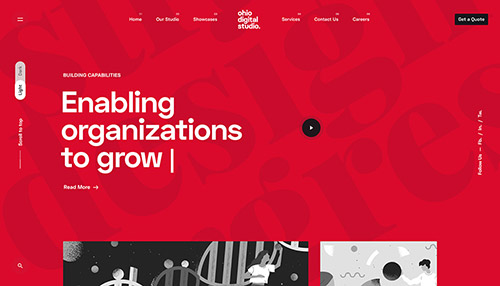 Home
Our Studio
Showcases
ohio
digital
studio.
Services
Contact Us
Careers
Get a Quote
Light
Dark
Scroll to top
BUILDING CAPABILITIES
Enabling
organizations
to grow |
Read More →
Follow Us — Fb. / In. / Tw.